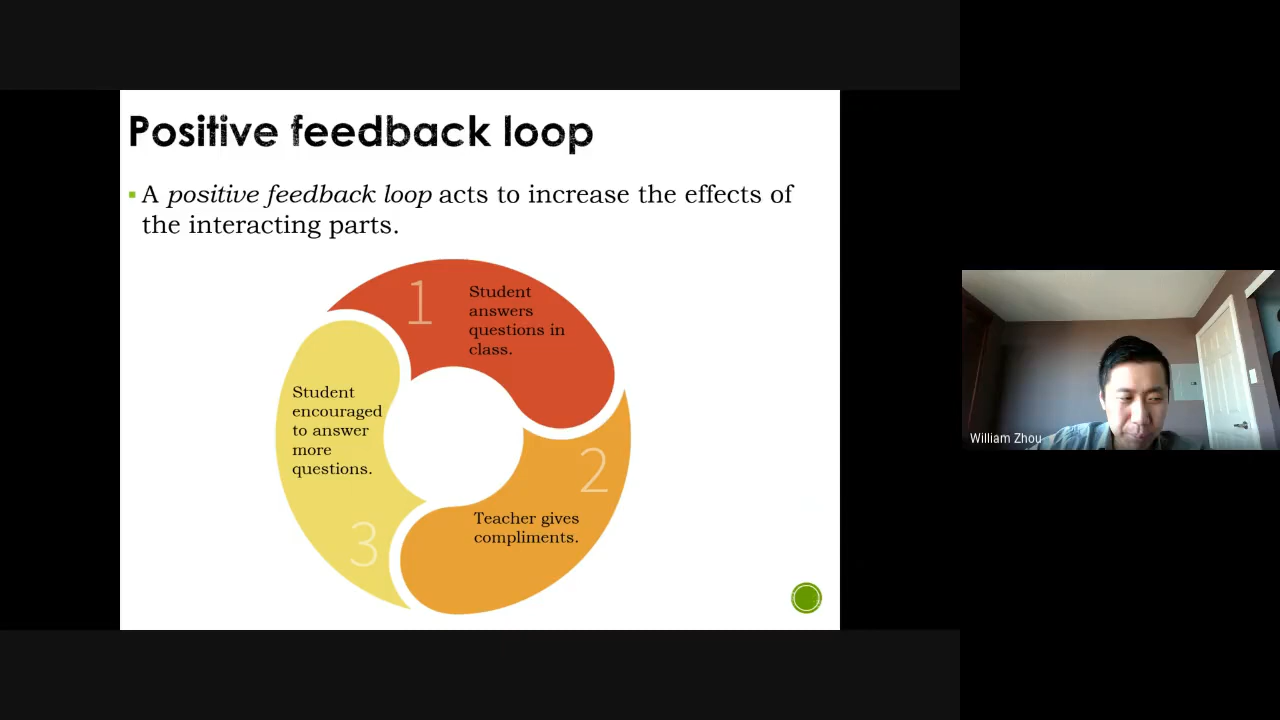 Positive feedback loop
A positive feedback loop acts to increase the effects of
the interacting parts.
1
Student
answers
questions in
class.
2
Teacher gives
compliments.
3
Student
encouraged
to answer
more
questions.
William Zhou